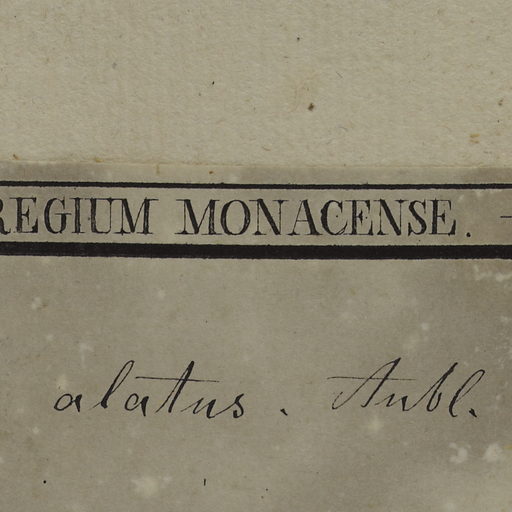 REGIUM MONACENSE. -
alatus. Aubl.